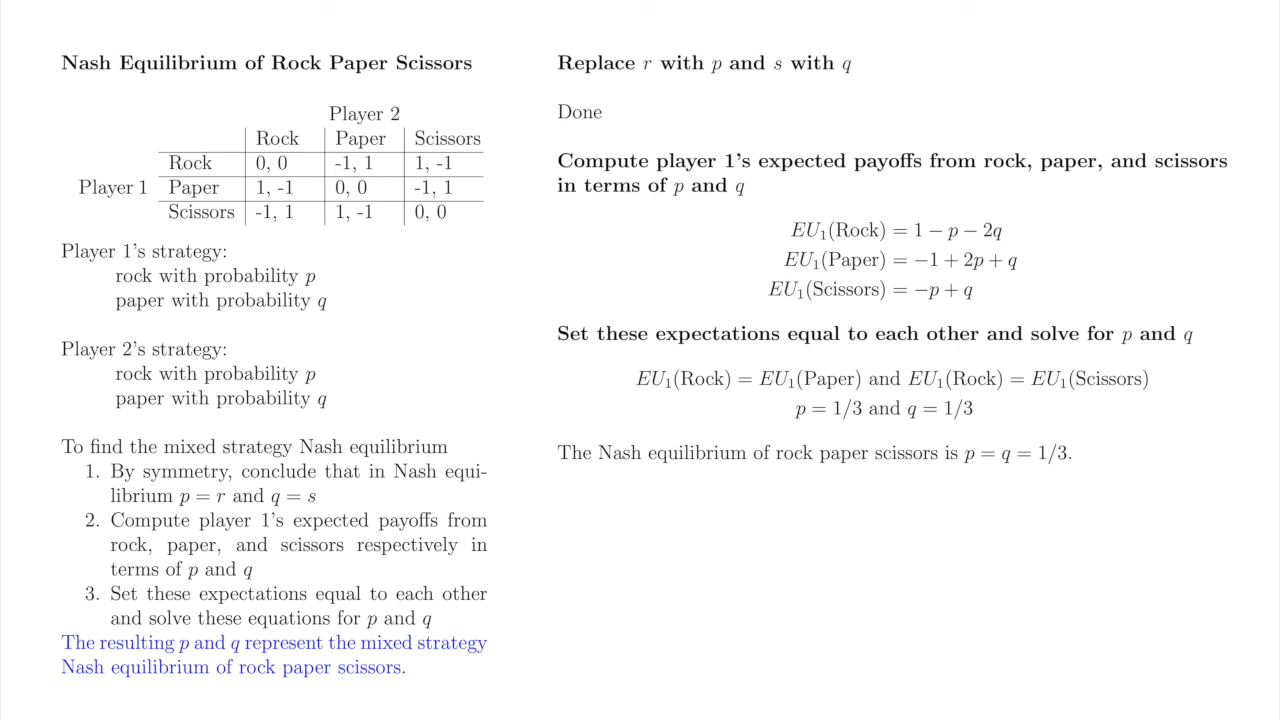 Nash Equilibrium of Rock Paper Scissors
Player 2
Rock Paper Scissors
Rock 0, 0 -1, 1 1, -1
Player 1 Paper 1, -1 0, 0 -1, 1
Scissors -1, 1 1, -1 0, 0
Player 1's strategy:
rock with probability p
paper with probability q
Player 2's strategy:
rock with probability p
paper with probability q
To find the mixed strategy Nash equilibrium
1. By symmetry, conclude that in Nash equi-
librium p = r and q = s
2. Compute player 1's expected payoffs from
rock, paper, and scissors respectively in
terms of p and q
3. Set these expectations equal to each other
and solve these equations for p and q
The resulting p and q represent the mixed strategy
Nash equilibrium of rock paper scissors.
Replace r with p and s with q
Done
Compute player 1's expected payoffs from rock, paper, and scissors
in terms of p and q
EU₁(Rock) = 1 − p − 2q
EU₁(Paper) = −1 + 2p + q
EU₁(Scissors) = −p + q
Set these expectations equal to each other and solve for p and q
EU₁(Rock) = EU₁(Paper) and EU₁(Rock) = EU₁(Scissors)
p = 1/3 and q = 1/3
The Nash equilibrium of rock paper scissors is p = q = 1/3.